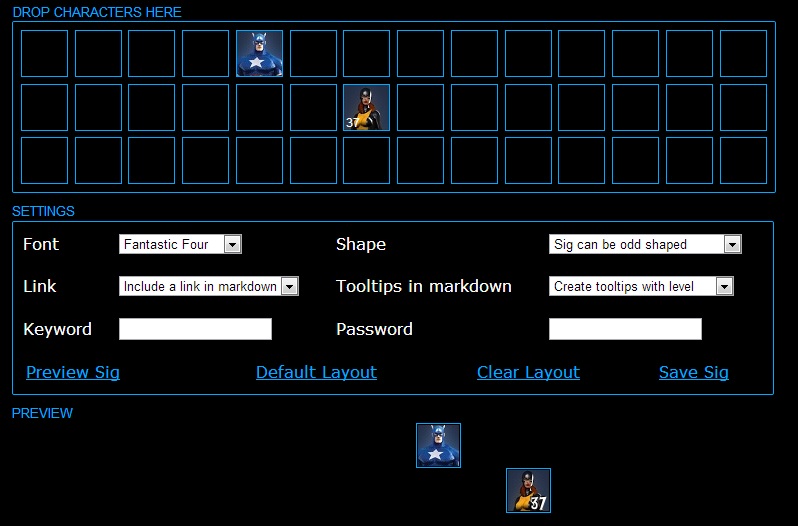 DROP CHARACTERS HERE
37
SETTINGS
Font Fantastic Four Shape Sig can be odd shaped
Link Include a link in markdown Tooltips in markdown Create tooltips with level
Keyword Password
Preview Sig Default Layout Clear Layout Save Sig
PREVIEW
37